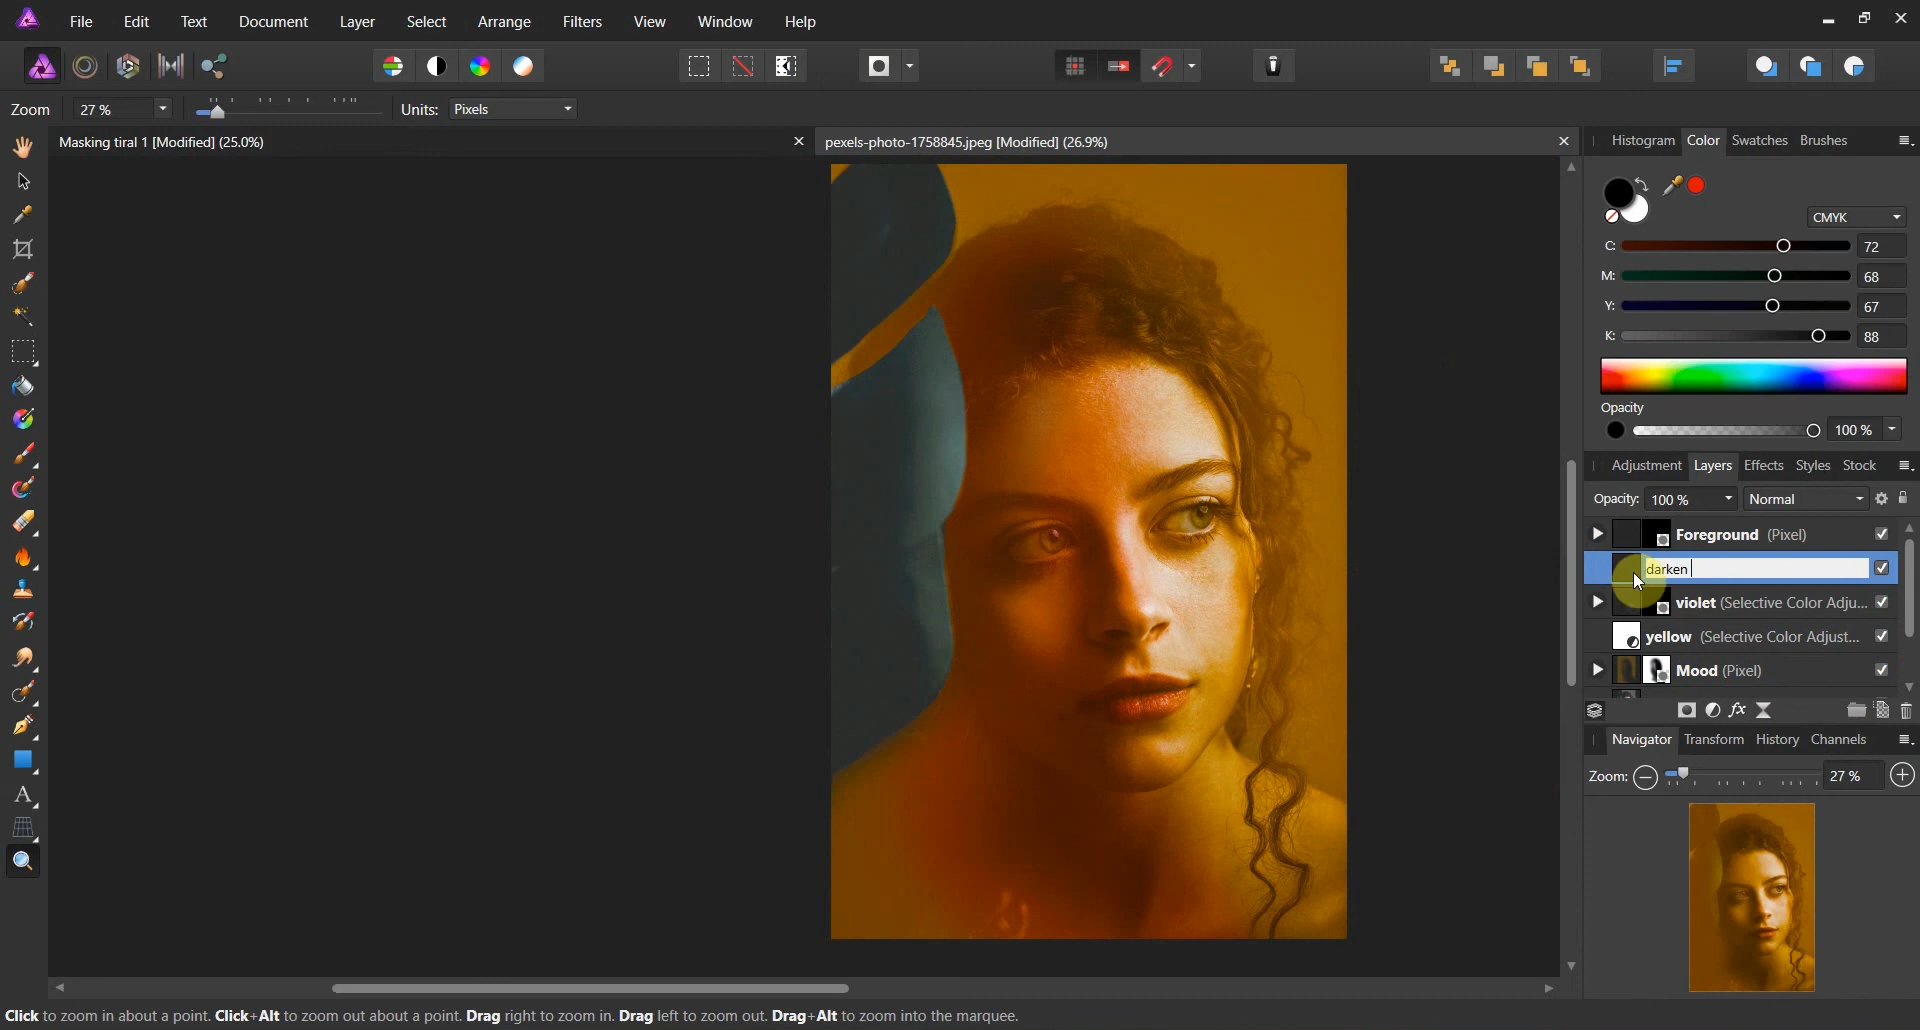 File Edit Text Document Layer Select Arrange Filters View Window Help
Zoom 27 % Units: Pixels
Masking tiral 1 [Modified] (25.0%) pexels-photo-1758845.jpeg [Modified] (26.9%)
Histogram Color Swatches Brushes
CMYK
C: 72
M: 68
Y: 67
K: 88
Opacity
100 %
Adjustment Layers Effects Styles Stock
Opacity: 100 % Normal
Foreground (Pixel)
darken
violet (Selective Color Adju...
yellow (Selective Color Adjust...
Mood (Pixel)
Navigator Transform History Channels
Zoom: 27 %
Click to zoom in about a point. Click+Alt to zoom out about a point. Drag right to zoom in. Drag left to zoom out. Drag+Alt to zoom into the marquee.